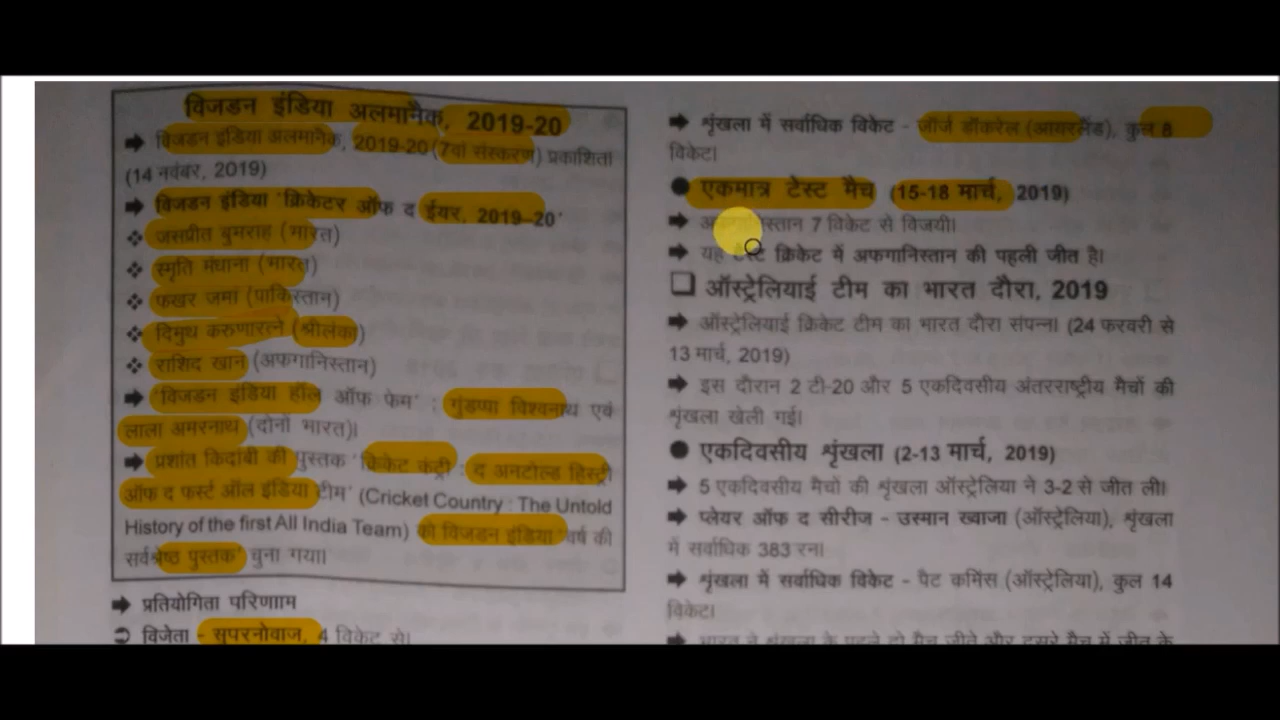 विजडन इंडिया अलमानैक, 2019-20
➡ विजडन इंडिया अलमानैक, 2019-20 (7वां संस्करण) प्रकाशित।
(14 नवंबर, 2019)
➡ विजडन इंडिया 'क्रिकेटर ऑफ द ईयर, 2019–20'
❖ जसप्रीत बुमराह (भारत)
❖ स्मृति मंधाना (भारत)
❖ फखर जमां (पाकिस्तान)
❖ दिमुथ करुणारत्ने (श्रीलंका)
❖ राशिद खान (अफगानिस्तान)
➡ 'विजडन इंडिया हॉल ऑफ फेम' : गुंडप्पा विश्वनाथ एवं
लाला अमरनाथ (दोनों भारत)।
➡ प्रशांत किदांबी की पुस्तक 'क्रिकेट कंट्री : द अनटोल्ड हिस्ट्री
ऑफ द फर्स्ट ऑल इंडिया टीम' (Cricket Country : The Untold
History of the first All India Team) को विजडन इंडिया 'वर्ष की
सर्वश्रेष्ठ पुस्तक' चुना गया।
➡ प्रतियोगिता परिणाम
➲ विजेता - सुपरनोवाज, 4 विकेट से।
➡ शृंखला में सर्वाधिक विकेट - जॉर्ज डॉकरेल (आयरलैंड), कुल 8
विकेट।
● एकमात्र टेस्ट मैच (15-18 मार्च, 2019)
➡ अफगानिस्तान 7 विकेट से विजयी।
➡ यह टेस्ट क्रिकेट में अफगानिस्तान की पहली जीत है।
❑ ऑस्ट्रेलियाई टीम का भारत दौरा, 2019
➡ ऑस्ट्रेलियाई क्रिकेट टीम का भारत दौरा संपन्न। (24 फरवरी से
13 मार्च, 2019)
➡ इस दौरान 2 टी-20 और 5 एकदिवसीय अंतरराष्ट्रीय मैचों की
शृंखला खेली गई।
● एकदिवसीय शृंखला (2-13 मार्च, 2019)
➡ 5 एकदिवसीय मैचों की शृंखला ऑस्ट्रेलिया ने 3-2 से जीत ली।
➡ प्लेयर ऑफ द सीरीज - उस्मान ख्वाजा (ऑस्ट्रेलिया), शृंखला
में सर्वाधिक 383 रन।
➡ शृंखला में सर्वाधिक विकेट - पैट कमिंस (ऑस्ट्रेलिया), कुल 14
विकेट।
➡ भारत ने शृंखला के पहले दो मैच जीते और दूसरे मैच में जीत के